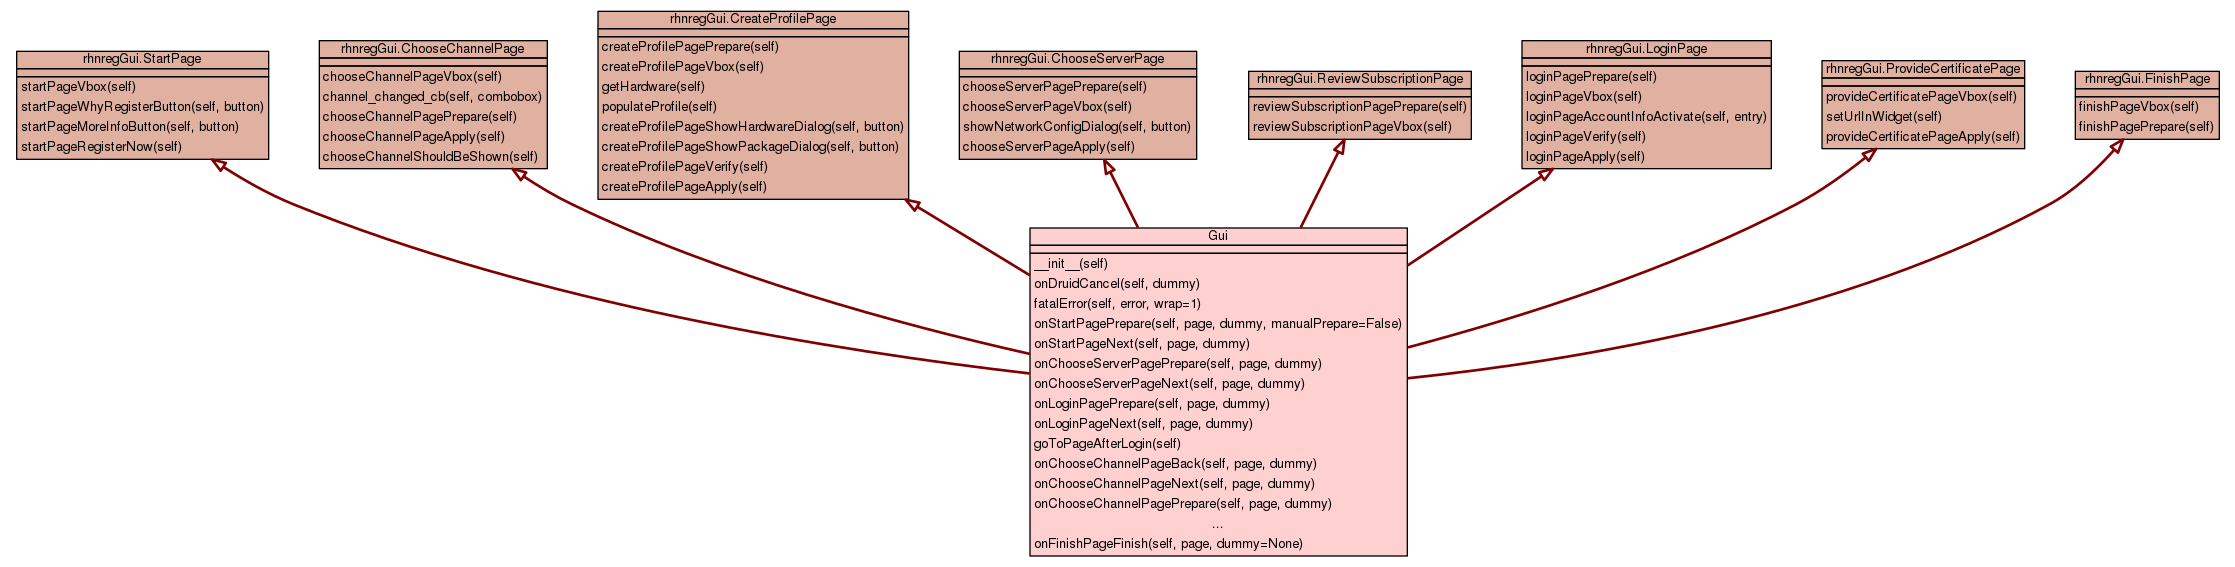 rhnregGui.StartPage
startPageVbox(self)
startPageWhyRegisterButton(self, button)
startPageMoreInfoButton(self, button)
startPageRegisterNow(self)
rhnregGui.ChooseChannelPage
chooseChannelPageVbox(self)
channel_changed_cb(self, combobox)
chooseChannelPagePrepare(self)
chooseChannelPageApply(self)
chooseChannelShouldBeShown(self)
rhnregGui.CreateProfilePage
createProfilePagePrepare(self)
createProfilePageVbox(self)
getHardware(self)
populateProfile(self)
createProfilePageShowHardwareDialog(self, button)
createProfilePageShowPackageDialog(self, button)
createProfilePageVerify(self)
createProfilePageApply(self)
rhnregGui.ChooseServerPage
chooseServerPagePrepare(self)
chooseServerPageVbox(self)
showNetworkConfigDialog(self, button)
chooseServerPageApply(self)
rhnregGui.ReviewSubscriptionPage
reviewSubscriptionPagePrepare(self)
reviewSubscriptionPageVbox(self)
rhnregGui.LoginPage
loginPagePrepare(self)
loginPageVbox(self)
loginPageAccountInfoActivate(self, entry)
loginPageVerify(self)
loginPageApply(self)
rhnregGui.ProvideCertificatePage
provideCertificatePageVbox(self)
setUrlInWidget(self)
provideCertificatePageApply(self)
rhnregGui.FinishPage
finishPageVbox(self)
finishPagePrepare(self)
Gui
__init__(self)
onDruidCancel(self, dummy)
fatalError(self, error, wrap=1)
onStartPagePrepare(self, page, dummy, manualPrepare=False)
onStartPageNext(self, page, dummy)
onChooseServerPagePrepare(self, page, dummy)
onChooseServerPageNext(self, page, dummy)
onLoginPagePrepare(self, page, dummy)
onLoginPageNext(self, page, dummy)
goToPageAfterLogin(self)
onChooseChannelPageBack(self, page, dummy)
onChooseChannelPageNext(self, page, dummy)
onChooseChannelPagePrepare(self, page, dummy)
...
onFinishPageFinish(self, page, dummy=None)